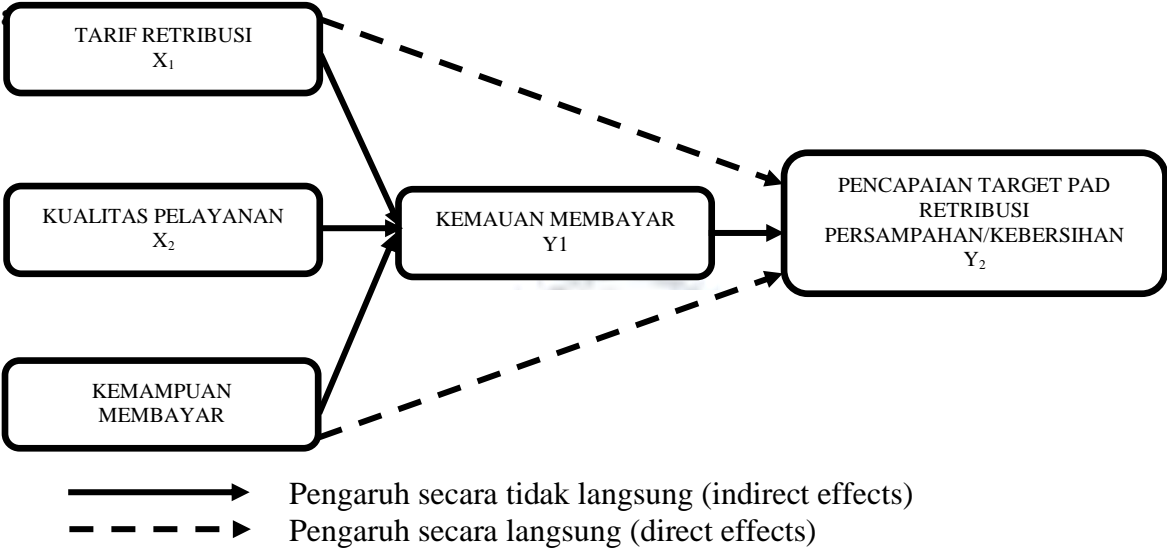 TARIF RETRIBUSI
X₁
KUALITAS PELAYANAN
X₂
KEMAMPUAN
MEMBAYAR
KEMAUAN MEMBAYAR
Y1
PENCAPAIAN TARGET PAD
RETRIBUSI
PERSAMPAHAN/KEBERSIHAN
Y₂
Pengaruh secara tidak langsung (indirect effects)
Pengaruh secara langsung (direct effects)